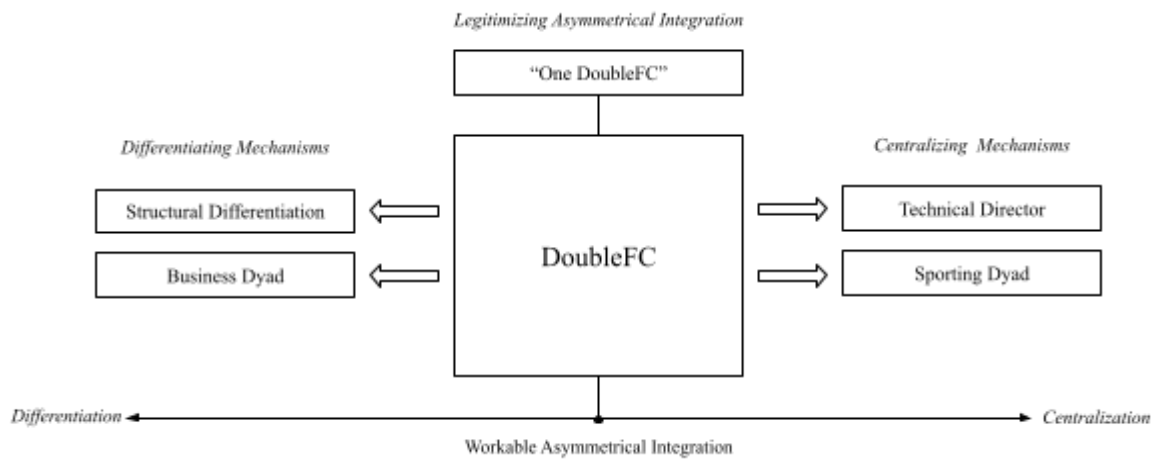 Legitimizing Asymmetrical Integration
“One DoubleFC”
Differentiating Mechanisms
Centralizing Mechanisms
Structural Differentiation
Technical Director
DoubleFC
Business Dyad
Sporting Dyad
Differentiation
Centralization
Workable Asymmetrical Integration